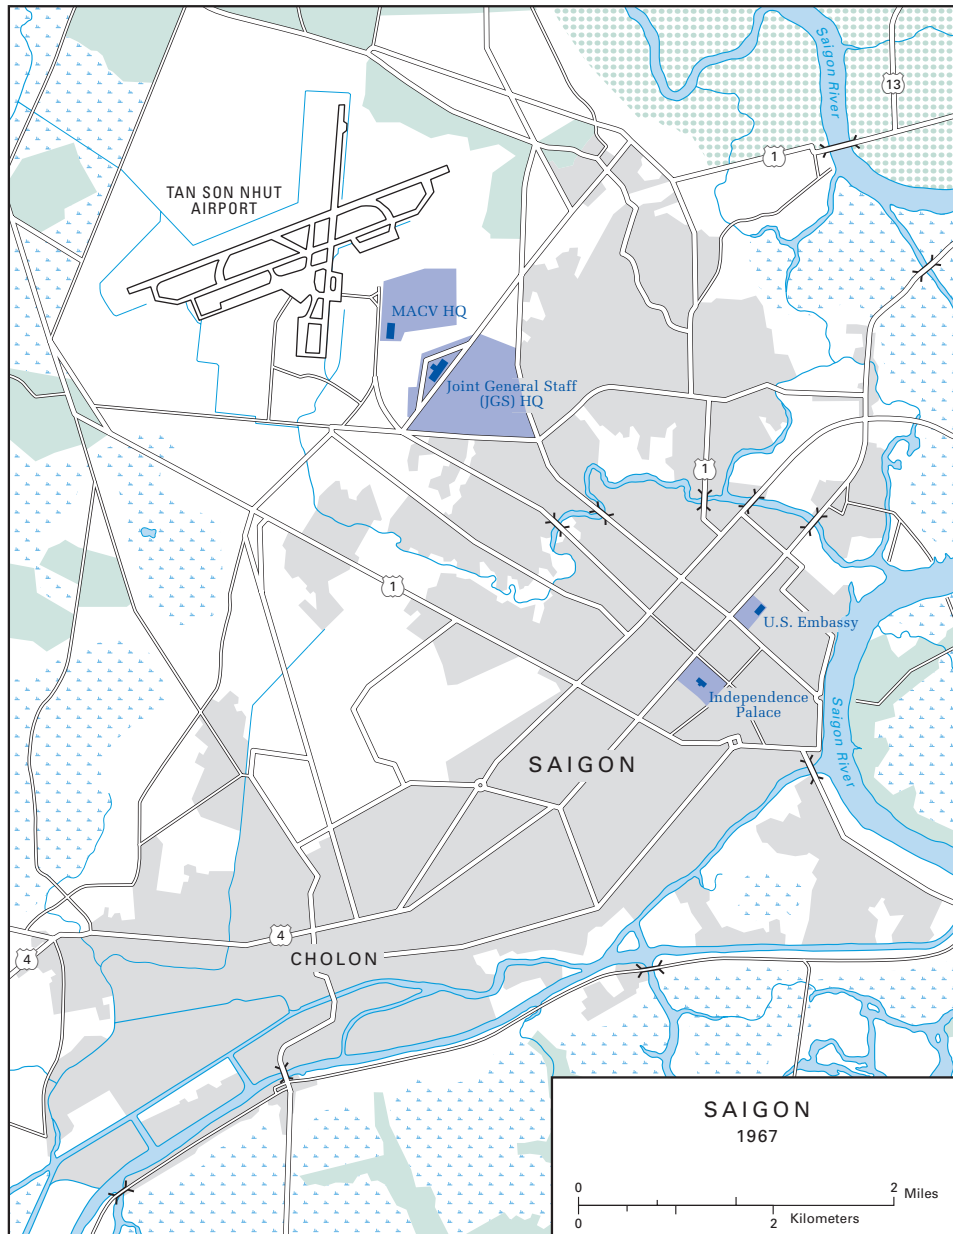 Saigon River
13
1
TAN SON NHUT
AIRPORT
MACV HQ
Joint General Staff
(JGS) HQ
1
1
U.S. Embassy
Independence
Palace
Saigon River
SAIGON
4
4
CHOLON
SAIGON
1967
0
2
Miles
0
2
Kilometers